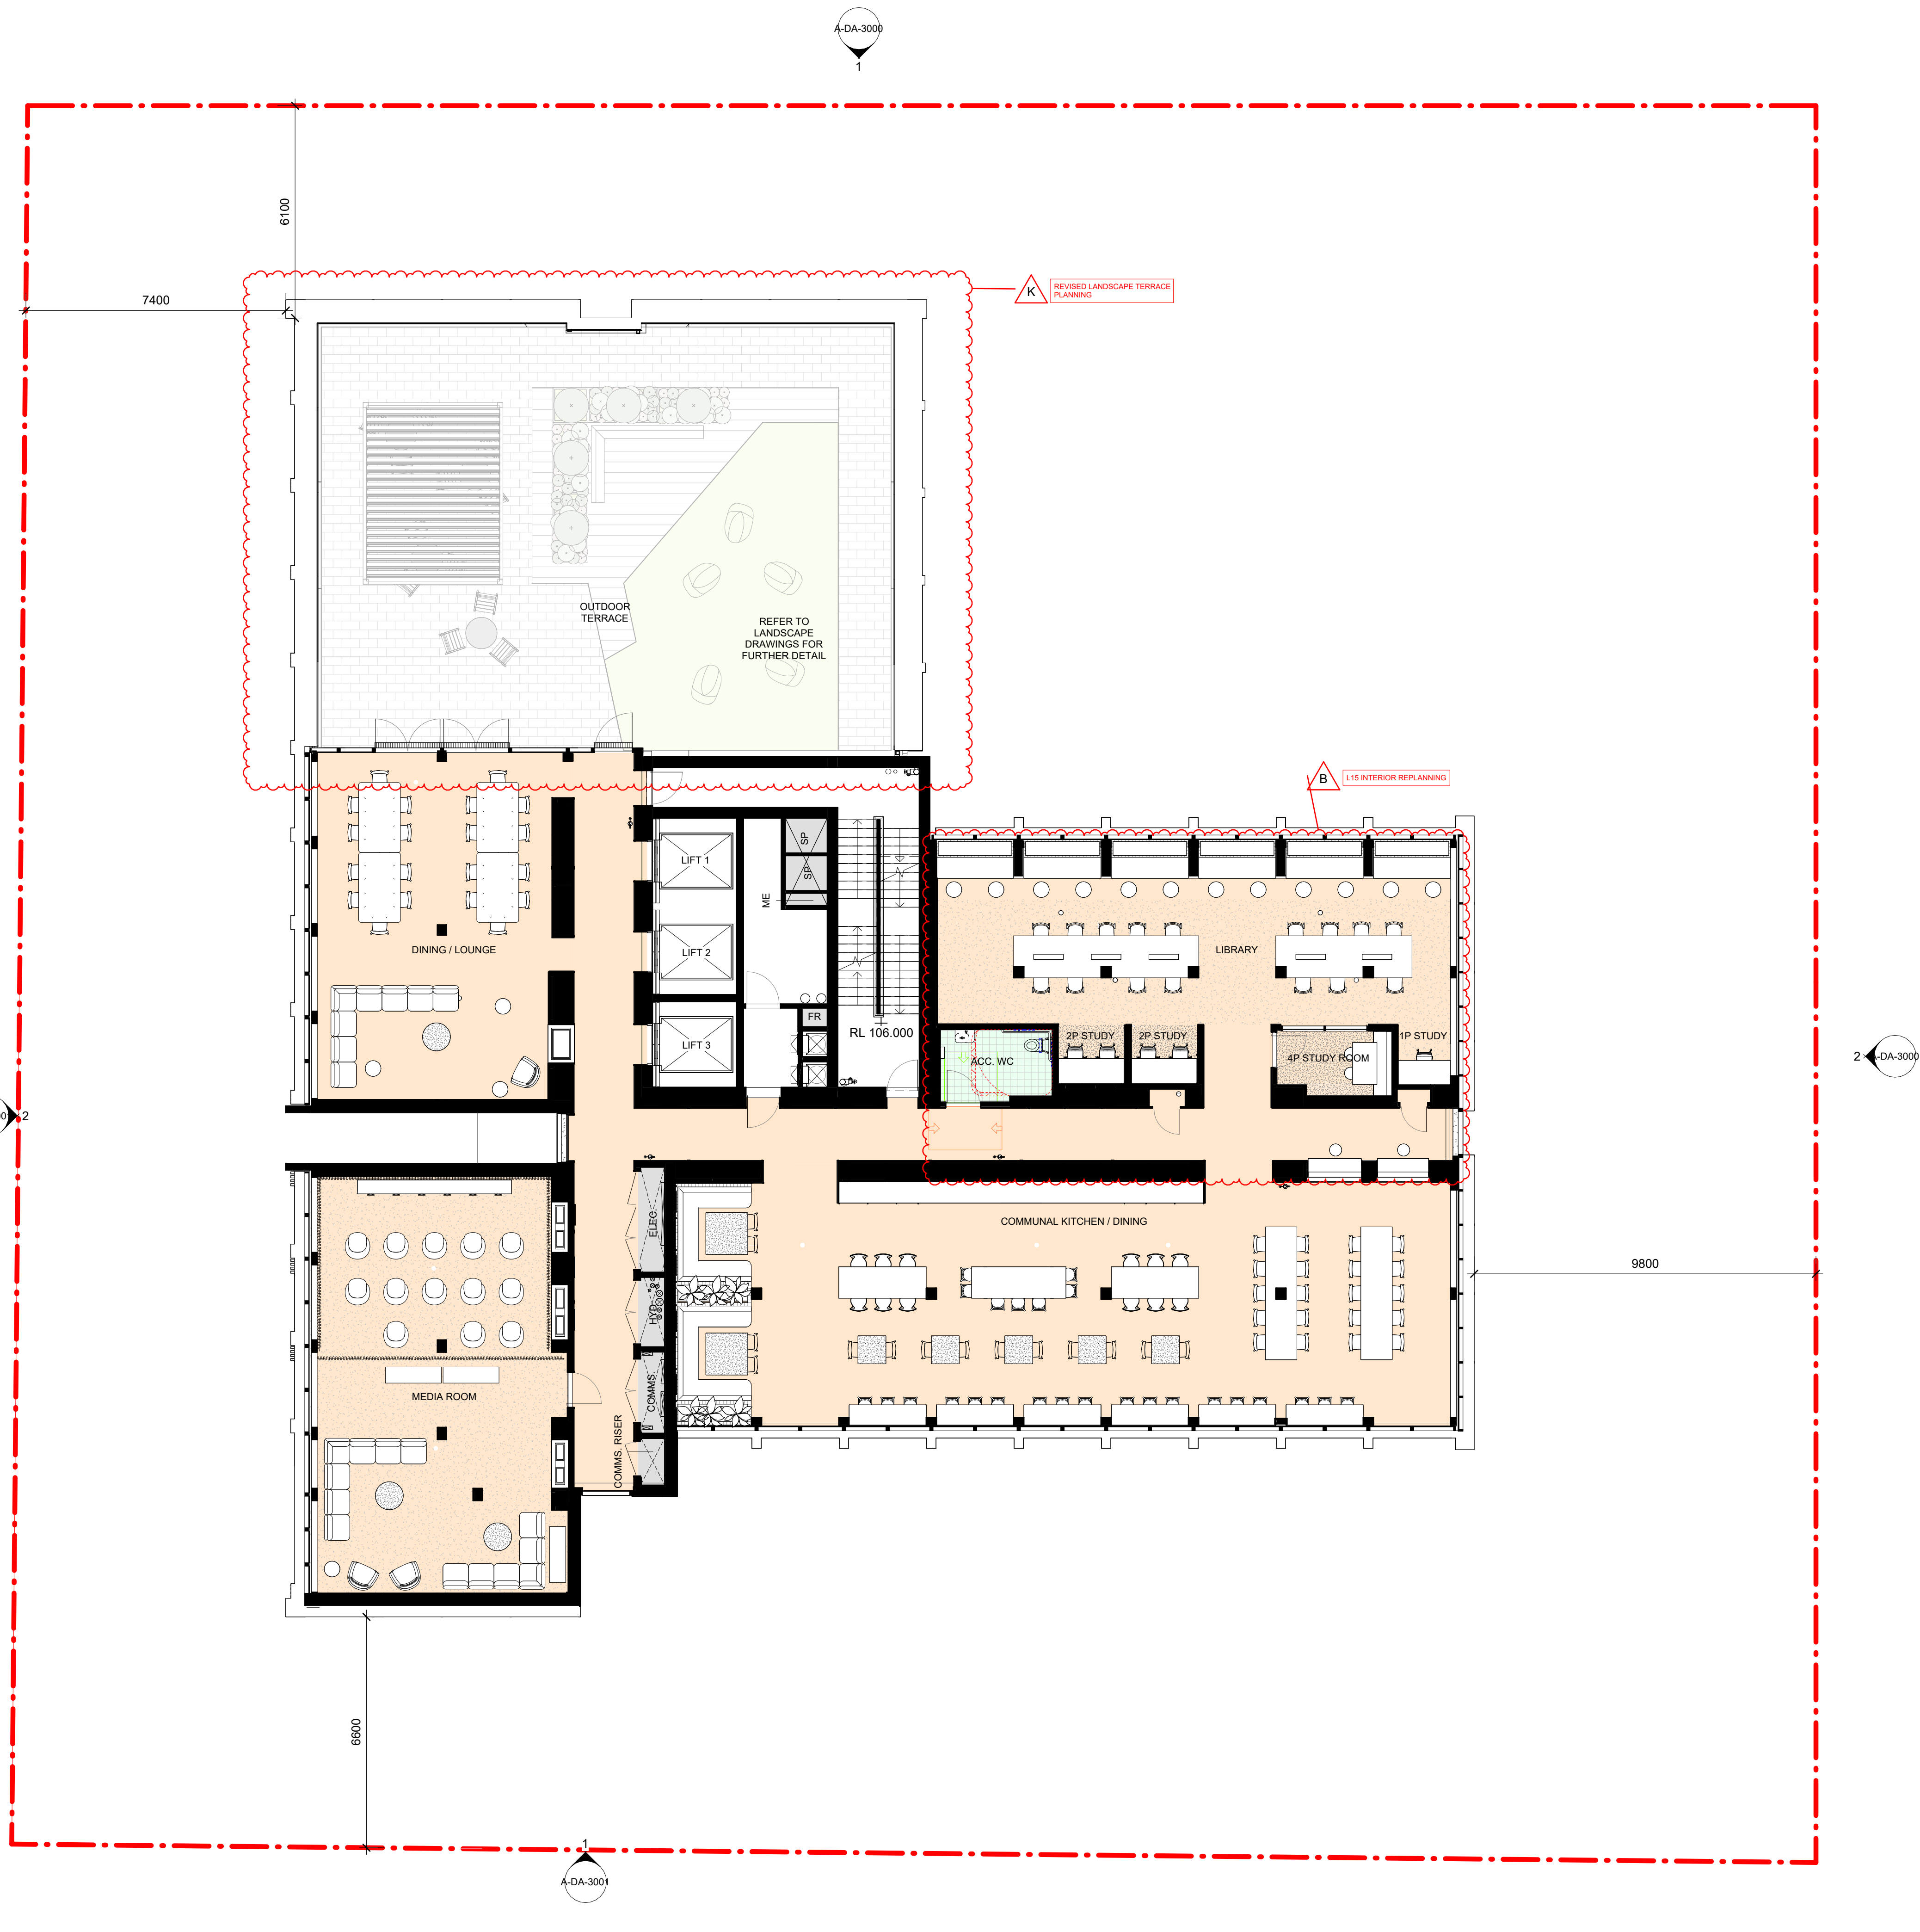 A-DA-3000
1
6100
7400
K
REVISED LANDSCAPE TERRACE
PLANNING
OUTDOOR
TERRACE
REFER TO
LANDSCAPE
DRAWINGS FOR
FURTHER DETAIL
B
L15 INTERIOR REPLANNING
LIFT 1
SP
SP
ME
DINING / LOUNGE
LIFT 2
LIBRARY
FR
RL 106.000
LIFT 3
2P STUDY
2P STUDY
1P STUDY
4P STUDY ROOM
ACC. WC
2
A-DA-3000
2
ELEC.
COMMUNAL KITCHEN / DINING
9800
HYD.
COMMS.
MEDIA ROOM
COMMS. RISER
6600
1
A-DA-3001